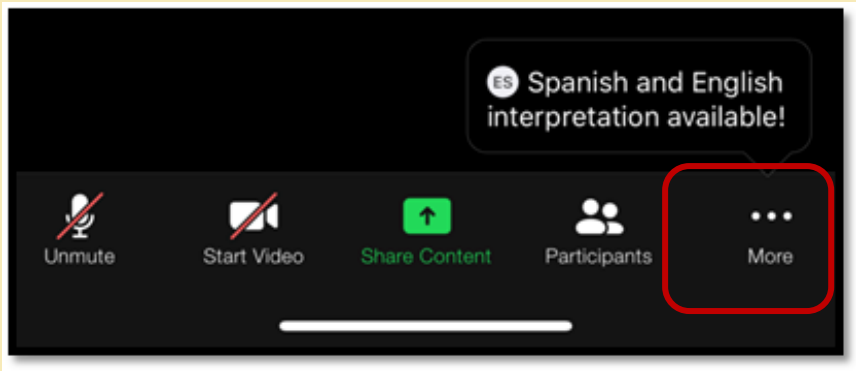 ES Spanish and English
interpretation available!
Unmute Start Video Share Content Participants More